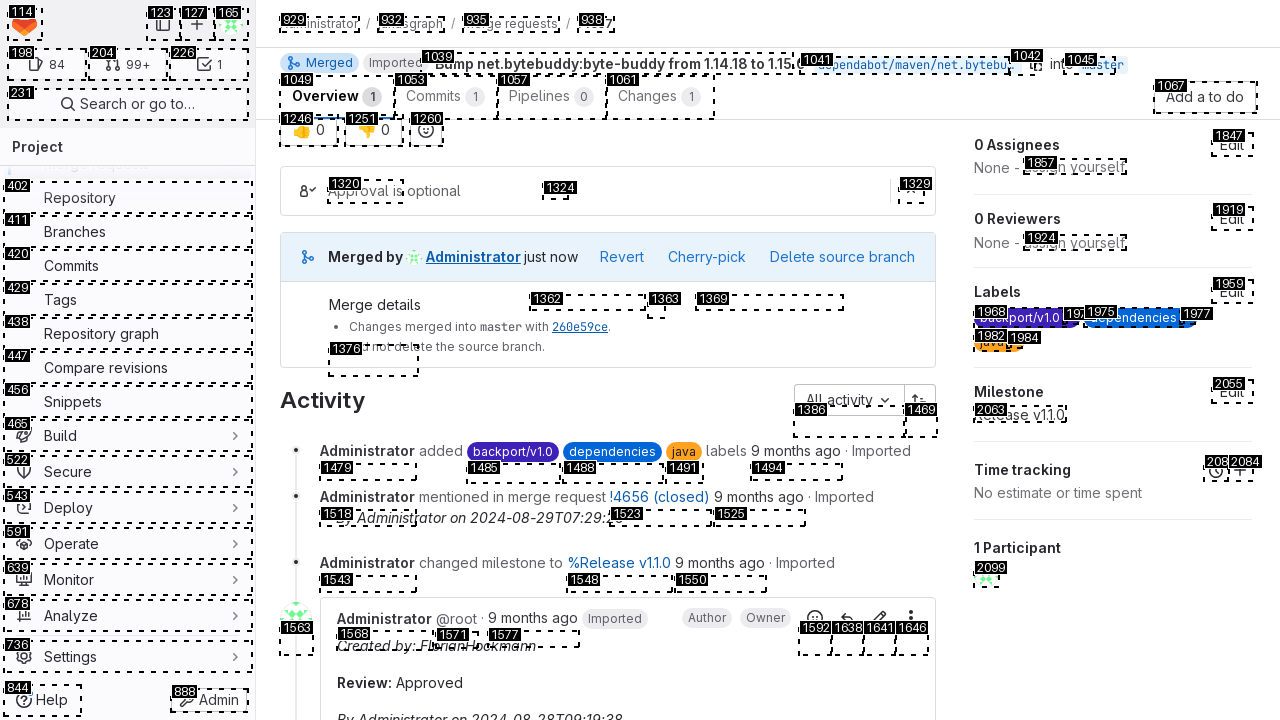 114
123
127
165
198
84
204
99+
226
1
231
Search or go to…
Project
402
Repository
411
Branches
420
Commits
429
Tags
438
Repository graph
447
Compare revisions
456
Snippets
465
Build
522
Secure
543
Deploy
591
Operate
639
Monitor
678
Analyze
736
Settings
844
Help
888
Admin
929
932
935
938
Merged
Imported
1039
Bump net.bytebuddy:byte-buddy from 1.14.18 to 1.15
1041
dependabot/maven/net.bytebu
1042
into
1045
master
1049
Overview 1
1053
Commits 1
1057
Pipelines 0
1061
Changes 1
1067
Add a to do
1246
0
1251
0
1260
1320
Approval is optional
1324
1329
Merged by Administrator just now
Revert
Cherry-pick
Delete source branch
Merge details
1362
1363
1369
Changes merged into master with 260e59ce.
1376
not delete the source branch.
Activity
All activity
1386
1469
Administrator added backport/v1.0 dependencies java labels 9 months ago · Imported
1479
1485
1488
1491
1494
Administrator mentioned in merge request !4656 (closed) 9 months ago · Imported
1518
By Administrator on 2024-08-29T07:29:
1523
1525
Administrator changed milestone to %Release v1.1.0 9 months ago · Imported
1543
1548
1550
1563
Administrator @root · 9 months ago Imported
Author
Owner
1568
1571
1577
1592
1638
1641
1646
Created by: FlorianHockmann
Review: Approved
By Administrator on 2024-08-28T09:19:38
0 Assignees
1847
Edit
None -
1857
assign yourself
0 Reviewers
1919
Edit
None -
1924
assign yourself
Labels
1959
Edit
1968
backport/v1.0
1975
dependencies
1977
1982
java
1984
Milestone
2055
Edit
2063
Release v1.1.0
Time tracking
208
2084
No estimate or time spent
1 Participant
2099